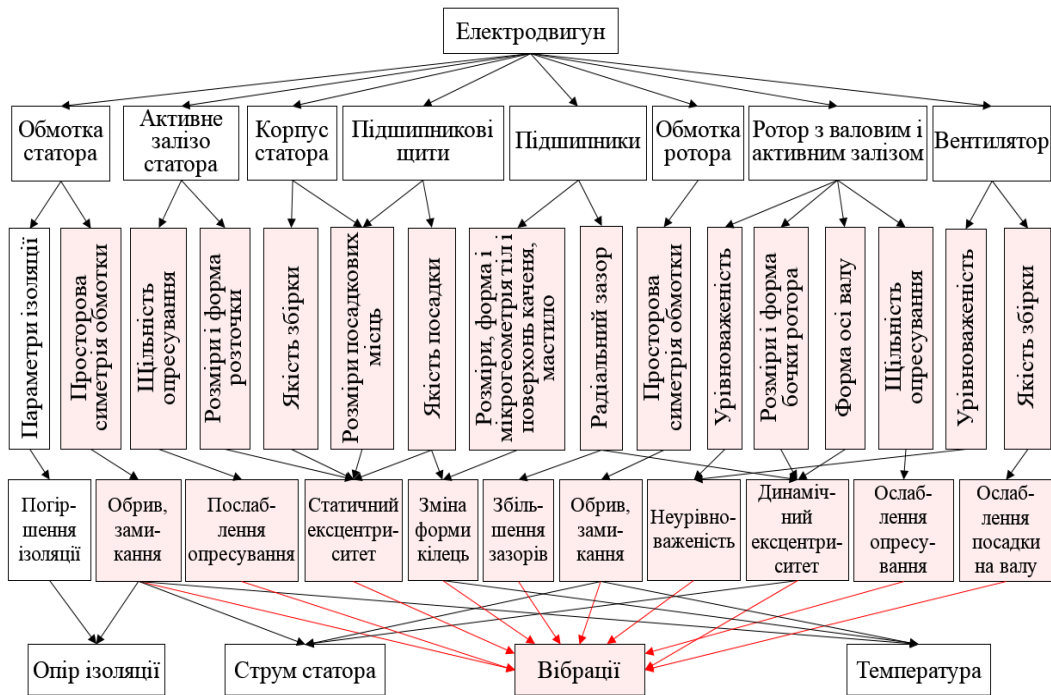 Електродвигун
Обмотка
статора
Активне
залізо
статора
Корпус
статора
Підшипникові
щити
Підшипники
Обмотка
ротора
Ротор з валовим і
активним залізом
Вентилятор
Параметри ізоляції
Просторова
симетрія обмотки
Щільність
опресування
Розміри і форма
розточки
Якість збірки
Розміри посадкових
місць
Якість посадки
Розміри, форма і
мікрогеометрія тіл і
поверхонь каченя,
мастило
Радіальний зазор
Просторова
симетрія обмотки
Урівноваженість
Розміри і форма
бочки ротора
Форма осі валу
Щільність
опресування
Урівноваженість
Якість збірки
Погір-
шення
ізоляції
Обрив,
зами-
кання
Послаб-
лення
опресування
Статичний
ексцентри-
ситет
Зміна
форми
кілець
Збіль-
шення
зазорів
Обрив,
зами-
кання
Неурівно-
важеність
Динаміч-
ний
ексцентри-
ситет
Ослаб-
лення
опресу-
вання
Ослаб-
лення
посадки
на валу
Опір ізоляції
Струм статора
Вібрації
Температура